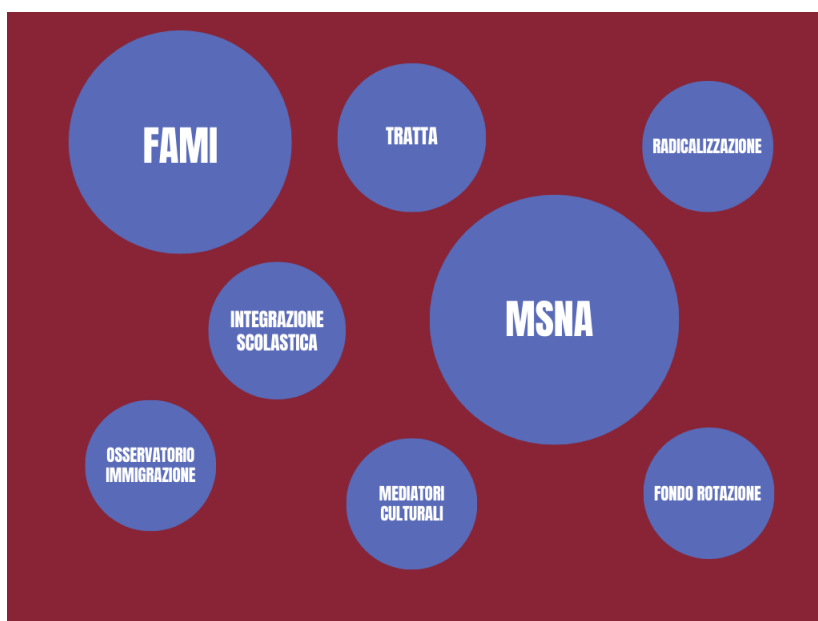 FAMI
TRATTA
RADICALIZZAZIONE
MSNA
INTEGRAZIONE
SCOLASTICA
OSSERVATORIO
IMMIGRAZIONE
MEDIATORI
CULTURALI
FONDO ROTAZIONE